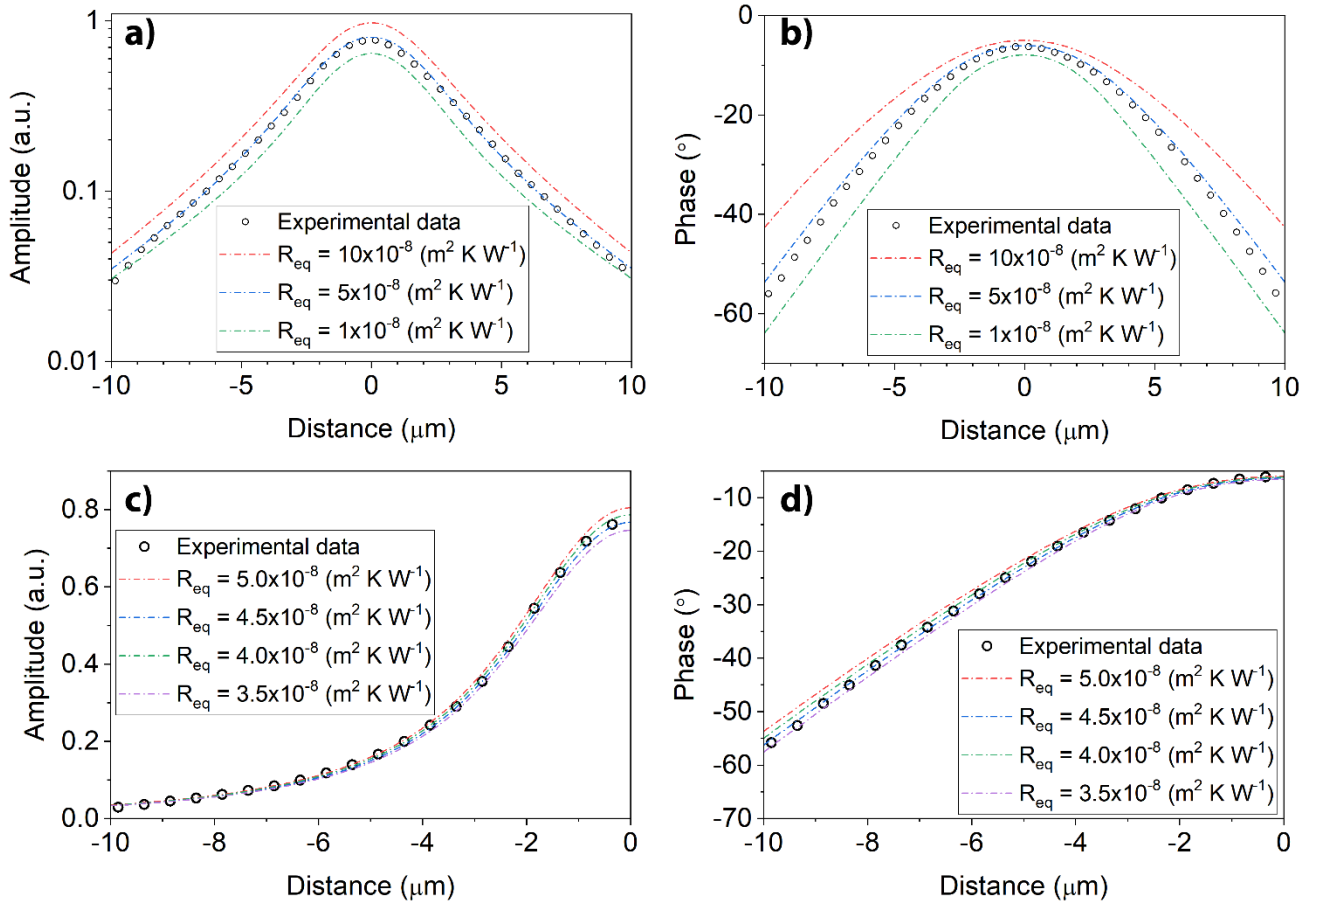 a)
1
0.1
0.01
Amplitude (a.u.)
Experimental data
R_eq = 10x10^-8 (m^2 K W^-1)
R_eq = 5x10^-8 (m^2 K W^-1)
R_eq = 1x10^-8 (m^2 K W^-1)
-10 -5 0 5 10
Distance (μm)
b)
0
-20
-40
-60
Phase (°)
Experimental data
R_eq = 10x10^-8 (m^2 K W^-1)
R_eq = 5x10^-8 (m^2 K W^-1)
R_eq = 1x10^-8 (m^2 K W^-1)
-10 -5 0 5 10
Distance (μm)
c)
0.8
0.6
0.4
0.2
0.0
Amplitude (a.u.)
Experimental data
R_eq = 5.0x10^-8 (m^2 K W^-1)
R_eq = 4.5x10^-8 (m^2 K W^-1)
R_eq = 4.0x10^-8 (m^2 K W^-1)
R_eq = 3.5x10^-8 (m^2 K W^-1)
-10 -8 -6 -4 -2 0
Distance (μm)
d)
-10
-20
-30
-40
-50
-60
-70
Phase (°)
Experimental data
R_eq = 5.0x10^-8 (m^2 K W^-1)
R_eq = 4.5x10^-8 (m^2 K W^-1)
R_eq = 4.0x10^-8 (m^2 K W^-1)
R_eq = 3.5x10^-8 (m^2 K W^-1)
-10 -8 -6 -4 -2 0
Distance (μm)